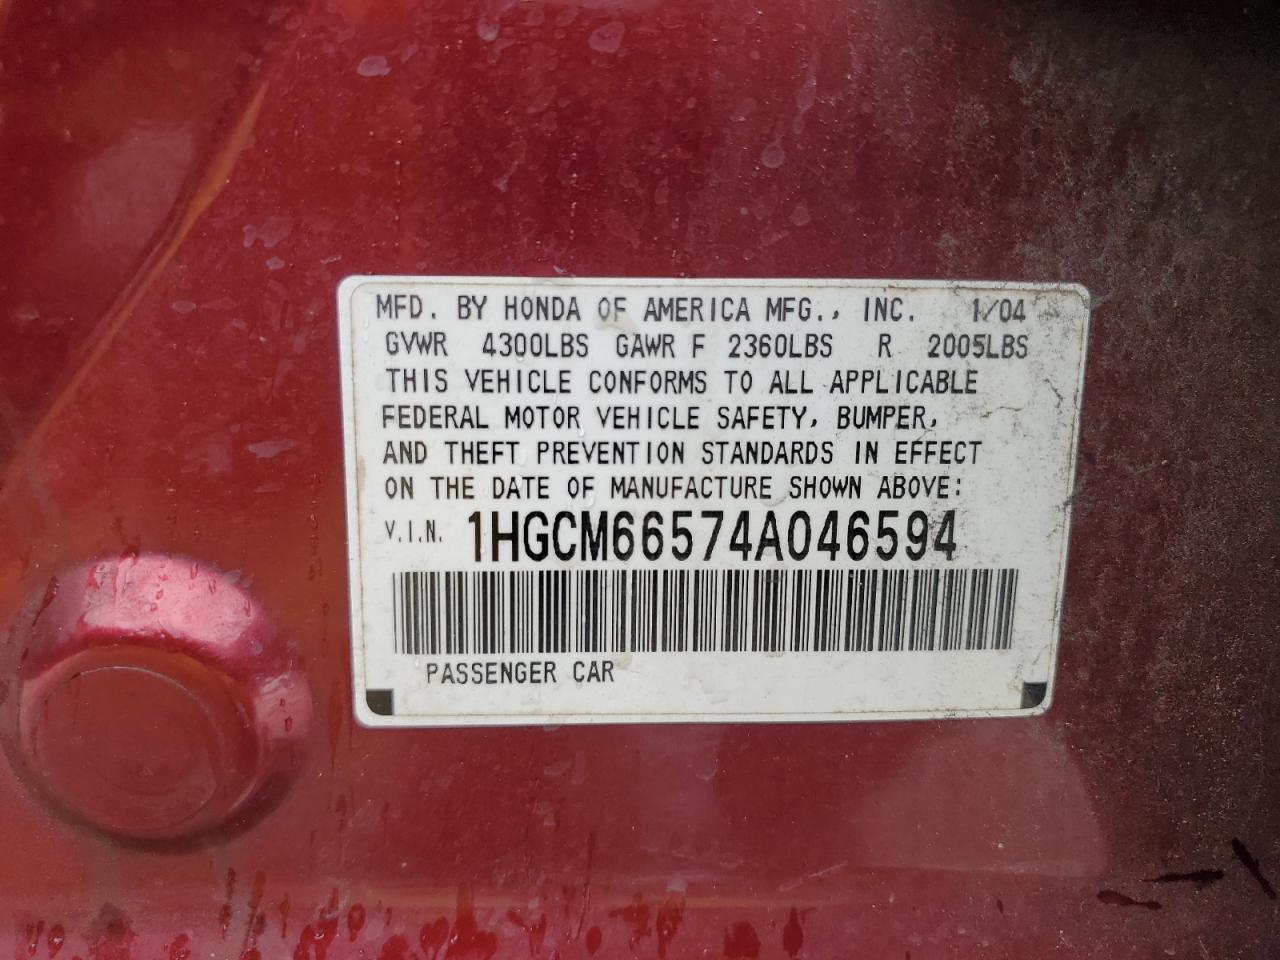 MFD. BY HONDA OF AMERICA MFG., INC. 1/04
GVWR 4300LBS GAWR F 2360LBS R 2005LBS
THIS VEHICLE CONFORMS TO ALL APPLICABLE
FEDERAL MOTOR VEHICLE SAFETY, BUMPER,
AND THEFT PREVENTION STANDARDS IN EFFECT
ON THE DATE OF MANUFACTURE SHOWN ABOVE:
V.I.N. 1HGCM66574A046594
PASSENGER CAR